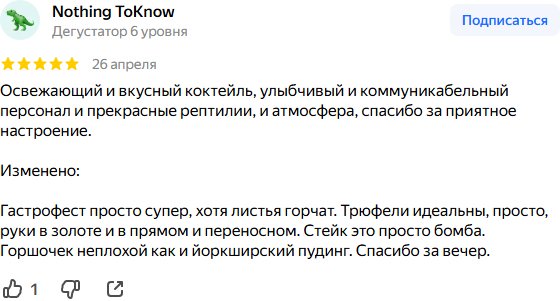 Nothing ToKnow
Дегустатор 6 уровня
Подписаться
26 апреля
Освежающий и вкусный коктейль, улыбчивый и коммуникабельный
персонал и прекрасные рептилии, и атмосфера, спасибо за приятное
настроение.
Изменено:
Гастрофест просто супер, хотя листья горчат. Трюфели идеальны, просто,
руки в золоте и в прямом и переносном. Стейк это просто бомба.
Горшочек неплохой как и йоркширский пудинг. Спасибо за вечер.
1